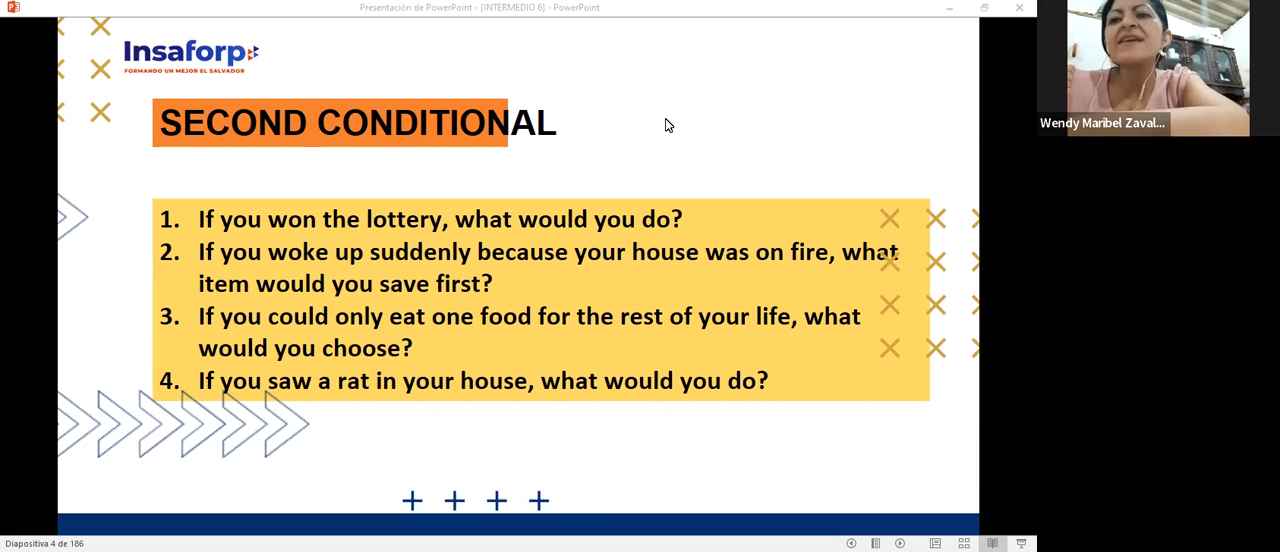 Presentación de PowerPoint - [INTERMEDIO 6] - PowerPoint
Insaforp
FORMANDO UN MEJOR EL SALVADOR
SECOND CONDITIONAL
1. If you won the lottery, what would you do?
2. If you woke up suddenly because your house was on fire, what
item would you save first?
3. If you could only eat one food for the rest of your life, what
would you choose?
4. If you saw a rat in your house, what would you do?
Wendy Maribel Zaval...
Diapositiva 4 de 186